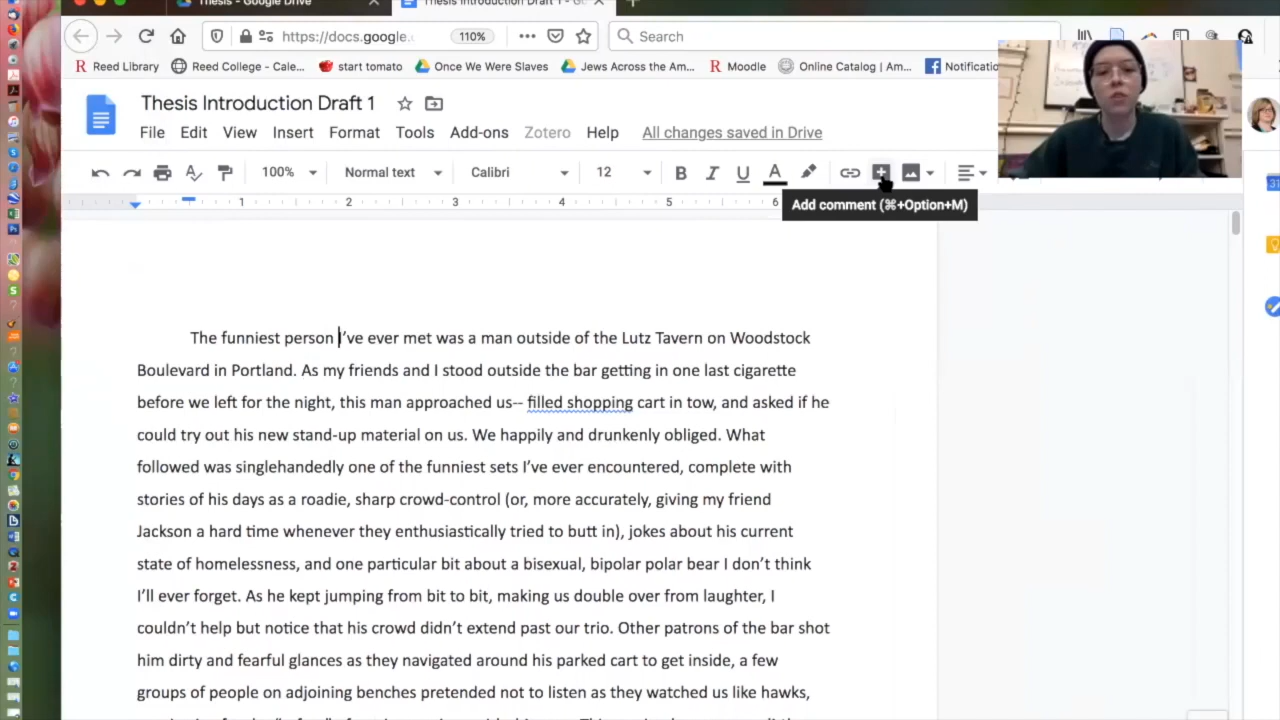 Thesis - Google Drive
Thesis Introduction Draft 1 - Go
https://docs.google.
110%
Search
Reed Library
Reed College - Cale...
start tomato
Once We Were Slaves
Jews Across the Am...
Moodle
Online Catalog | Am...
Notificatio
Thesis Introduction Draft 1
File Edit View Insert Format Tools Add-ons Zotero Help All changes saved in Drive
100% Normal text Calibri 12 B I U A
Add comment (⌘+Option+M)
1 2 3 4 5 6
31
The funniest person I've ever met was a man outside of the Lutz Tavern on Woodstock
Boulevard in Portland. As my friends and I stood outside the bar getting in one last cigarette
before we left for the night, this man approached us-- filled shopping cart in tow, and asked if he
could try out his new stand-up material on us. We happily and drunkenly obliged. What
followed was singlehandedly one of the funniest sets I've ever encountered, complete with
stories of his days as a roadie, sharp crowd-control (or, more accurately, giving my friend
Jackson a hard time whenever they enthusiastically tried to butt in), jokes about his current
state of homelessness, and one particular bit about a bisexual, bipolar polar bear I don't think
I'll ever forget. As he kept jumping from bit to bit, making us double over from laughter, I
couldn't help but notice that his crowd didn't extend past our trio. Other patrons of the bar shot
him dirty and fearful glances as they navigated around his parked cart to get inside, a few
groups of people on adjoining benches pretended not to listen as they watched us like hawks,